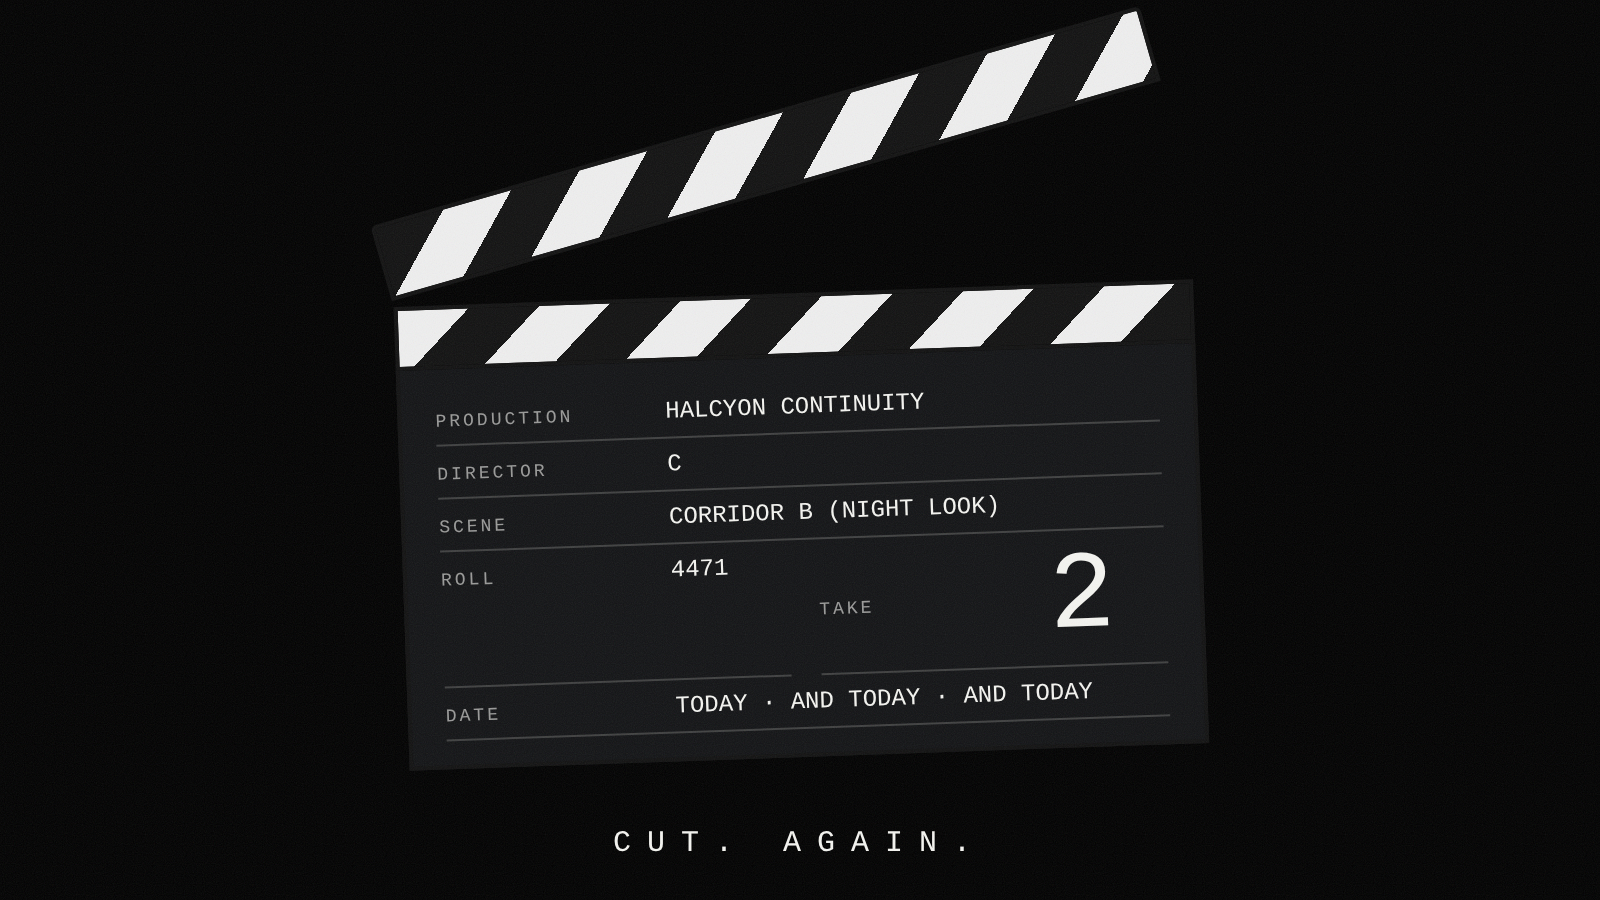 PRODUCTION HALCYON CONTINUITY
DIRECTOR C
SCENE CORRIDOR B (NIGHT LOOK)
ROLL 4471
TAKE 2
DATE TODAY · AND TODAY · AND TODAY
CUT. AGAIN.